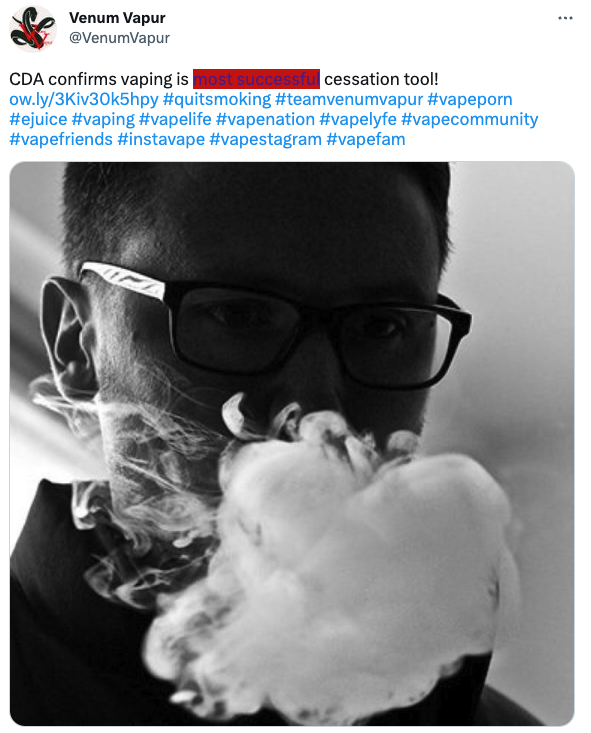 Venum Vapur
@VenumVapur
CDA confirms vaping is most successful cessation tool!
ow.ly/3Kiv30k5hpy #quitsmoking #teamvenumvapur #vapeporn
#ejuice #vaping #vapelife #vapenation #vapelyfe #vapecommunity
#vapefriends #instavape #vapestagram #vapefam